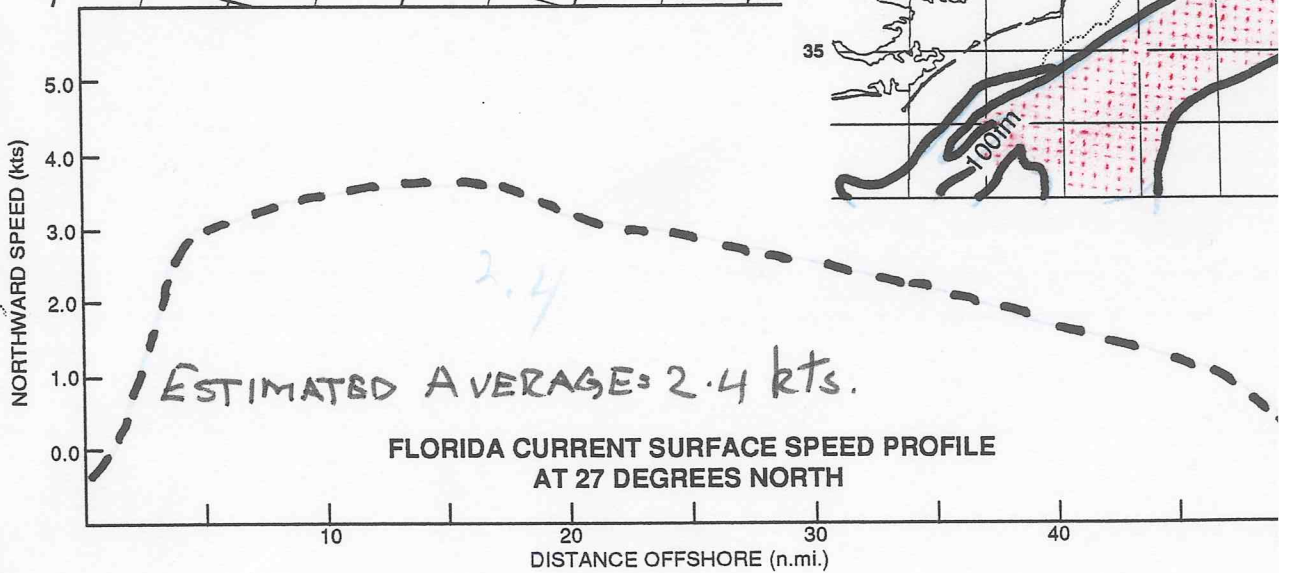 35
100fm
NORTHWARD SPEED (kts)
5.0
4.0
3.0
2.0
1.0
0.0
2.4
ESTIMATED AVERAGE: 2.4 kts.
FLORIDA CURRENT SURFACE SPEED PROFILE
AT 27 DEGREES NORTH
10
20
30
40
DISTANCE OFFSHORE (n.mi.)